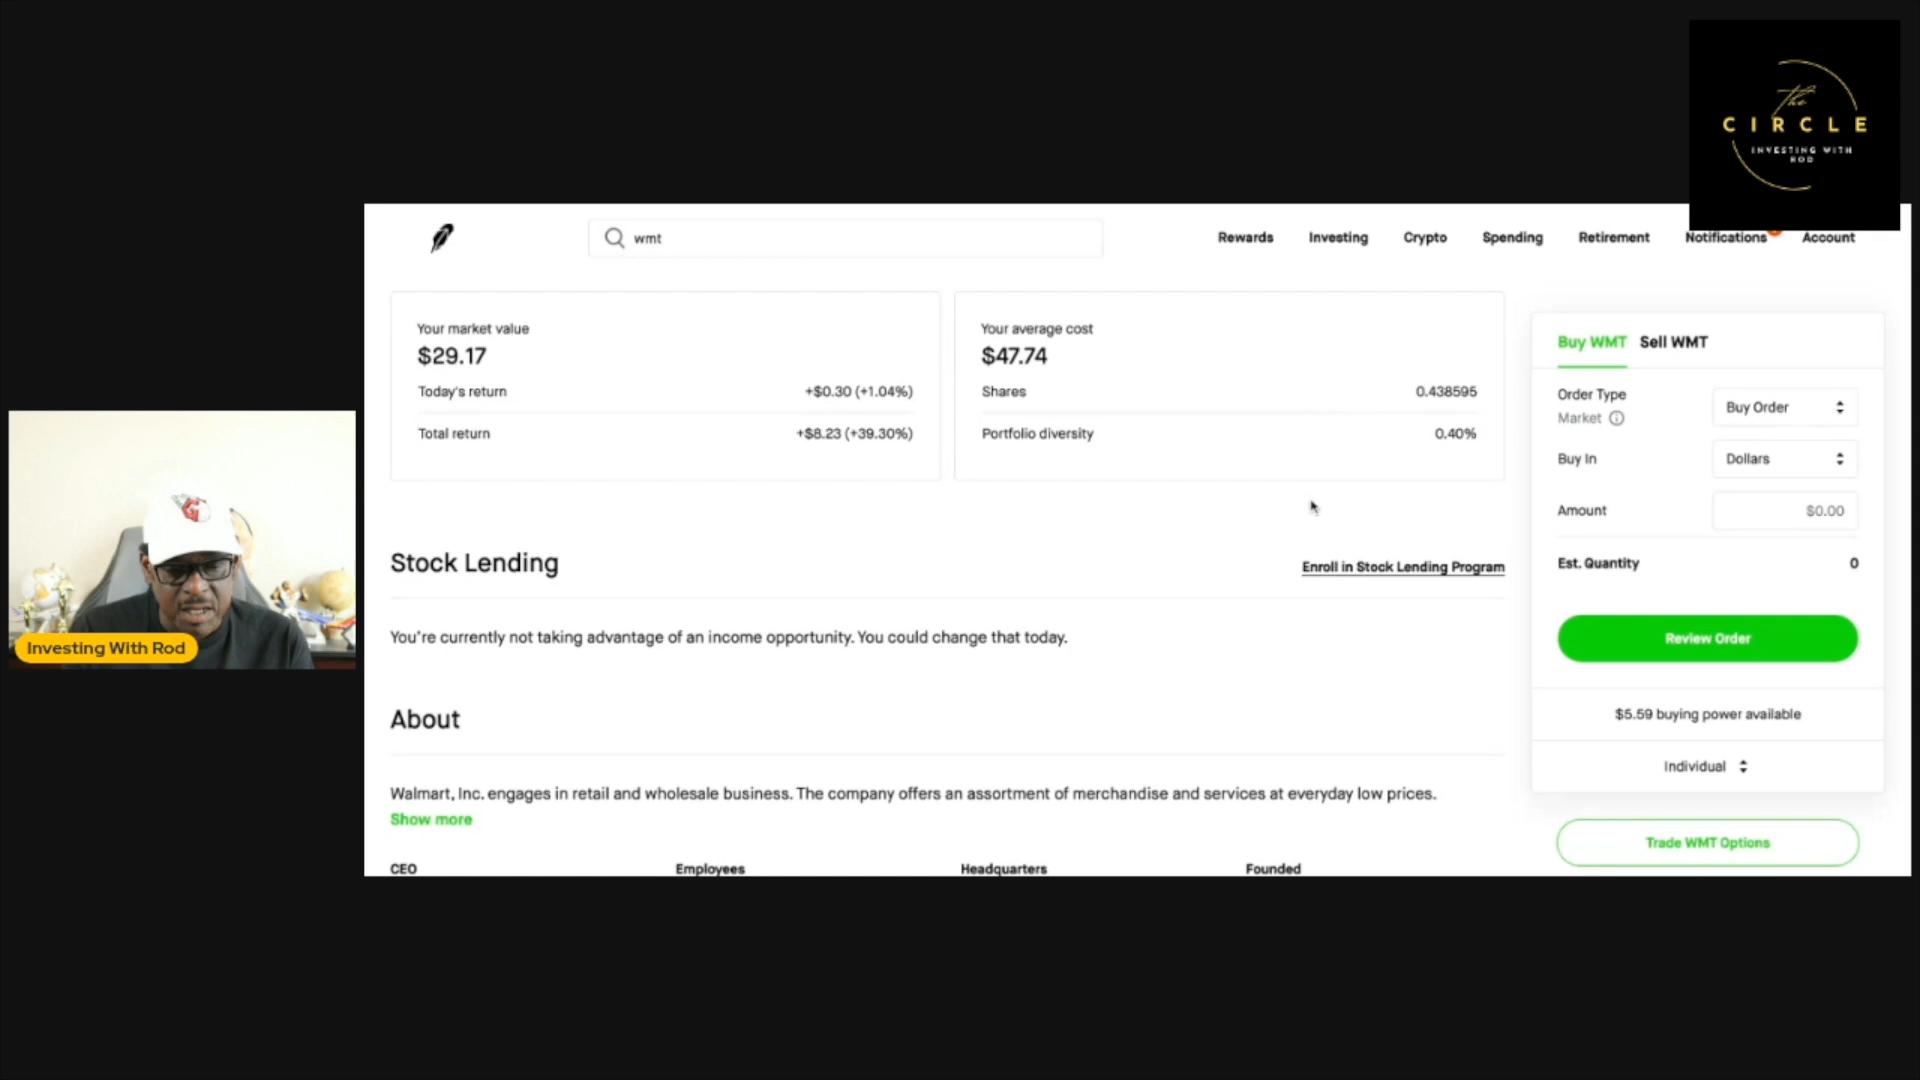 The
CIRCLE
INVESTING WITH
ROD
wmt
Rewards
Investing
Crypto
Spending
Retirement
Notifications
Account
Your market value
$29.17
Today's return +$0.30 (+1.04%)
Total return +$8.23 (+39.30%)
Your average cost
$47.74
Shares 0.438595
Portfolio diversity 0.40%
Buy WMT Sell WMT
Order Type
Market
Buy Order
Buy In Dollars
Amount $0.00
Est. Quantity 0
Review Order
$5.59 buying power available
Individual
Trade WMT Options
Stock Lending
Enroll in Stock Lending Program
You're currently not taking advantage of an income opportunity. You could change that today.
About
Walmart, Inc. engages in retail and wholesale business. The company offers an assortment of merchandise and services at everyday low prices.
Show more
CEO
Employees
Headquarters
Founded
Investing With Rod